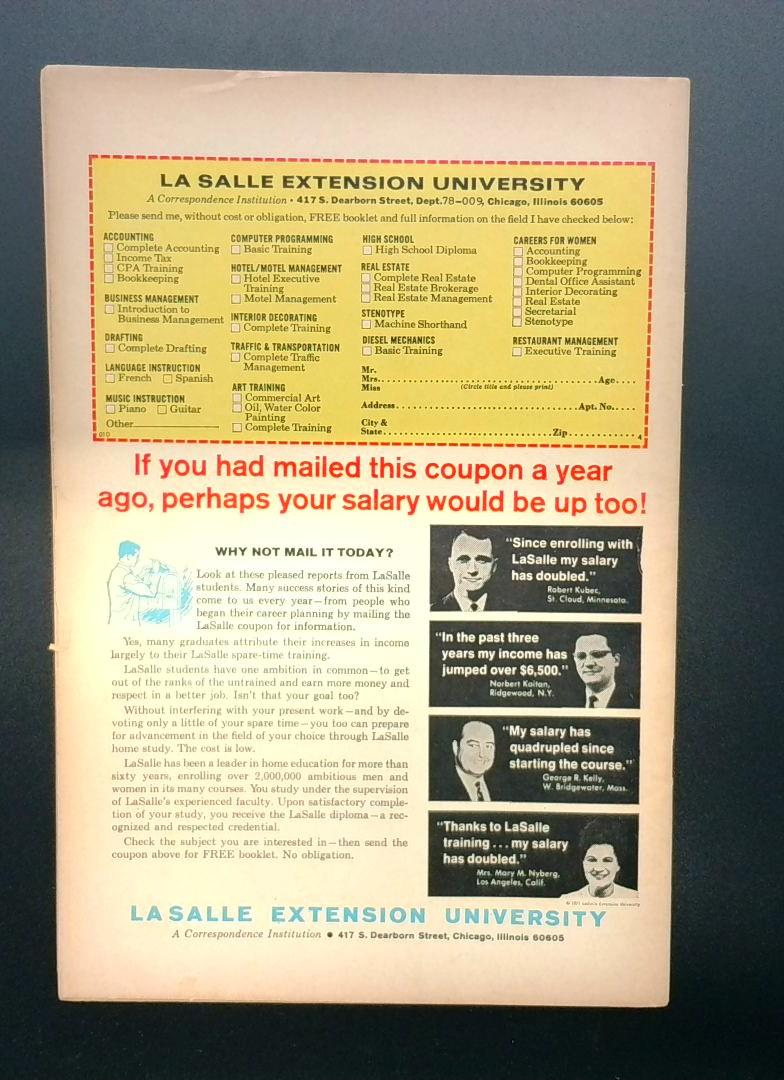 LA SALLE EXTENSION UNIVERSITY
A Correspondence Institution • 417 S. Dearborn Street, Dept. 78-009, Chicago, Illinois 60605
Please send me, without cost or obligation, FREE booklet and full information on the field I have checked below:
ACCOUNTING
Complete Accounting
Income Tax
CPA Training
Bookkeeping
BUSINESS MANAGEMENT
Introduction to
Business Management
DRAFTING
Complete Drafting
LANGUAGE INSTRUCTION
French Spanish
MUSIC INSTRUCTION
Piano Guitar
Other
010
COMPUTER PROGRAMMING
Basic Training
HOTEL/MOTEL MANAGEMENT
Hotel Executive
Training
Motel Management
INTERIOR DECORATING
Complete Training
TRAFFIC & TRANSPORTATION
Complete Traffic
Management
ART TRAINING
Commercial Art
Oil, Water Color
Painting
Complete Training
HIGH SCHOOL
High School Diploma
REAL ESTATE
Complete Real Estate
Real Estate Brokerage
Real Estate Management
STENOTYPE
Machine Shorthand
DIESEL MECHANICS
Basic Training
CAREERS FOR WOMEN
Accounting
Bookkeeping
Computer Programming
Dental Office Assistant
Interior Decorating
Real Estate
Secretarial
Stenotype
RESTAURANT MANAGEMENT
Executive Training
Mr.
Mrs. Age
Miss (Circle title and please print)
Address Apt. No.
City &
State Zip
4
If you had mailed this coupon a year
ago, perhaps your salary would be up too!
WHY NOT MAIL IT TODAY?
Look at these pleased reports from LaSalle
students. Many success stories of this kind
come to us every year—from people who
began their career planning by mailing the
LaSalle coupon for information.
Yes, many graduates attribute their increases in income
largely to their LaSalle spare-time training.
LaSalle students have one ambition in common—to get
out of the ranks of the untrained and earn more money and
respect in a better job. Isn't that your goal too?
Without interfering with your present work—and by de-
voting only a little of your spare time—you too can prepare
for advancement in the field of your choice through LaSalle
home study. The cost is low.
LaSalle has been a leader in home education for more than
sixty years, enrolling over 2,000,000 ambitious men and
women in its many courses. You study under the supervision
of LaSalle's experienced faculty. Upon satisfactory comple-
tion of your study, you receive the LaSalle diploma—a rec-
ognized and respected credential.
Check the subject you are interested in—then send the
coupon above for FREE booklet. No obligation.
"Since enrolling with
LaSalle my salary
has doubled."
Robert Kubec,
St. Cloud, Minnesota.
"In the past three
years my income has
jumped over $6,500."
Norbert Kaitan,
Ridgewood, N.Y.
"My salary has
quadrupled since
starting the course."
George R. Kelly,
W. Bridgewater, Mass.
"Thanks to LaSalle
training . . . my salary
has doubled."
Mrs. Mary M. Nyberg,
Los Angeles, Calif.
© 1971 LaSalle Extension University
LA SALLE EXTENSION UNIVERSITY
A Correspondence Institution • 417 S. Dearborn Street, Chicago, Illinois 60605